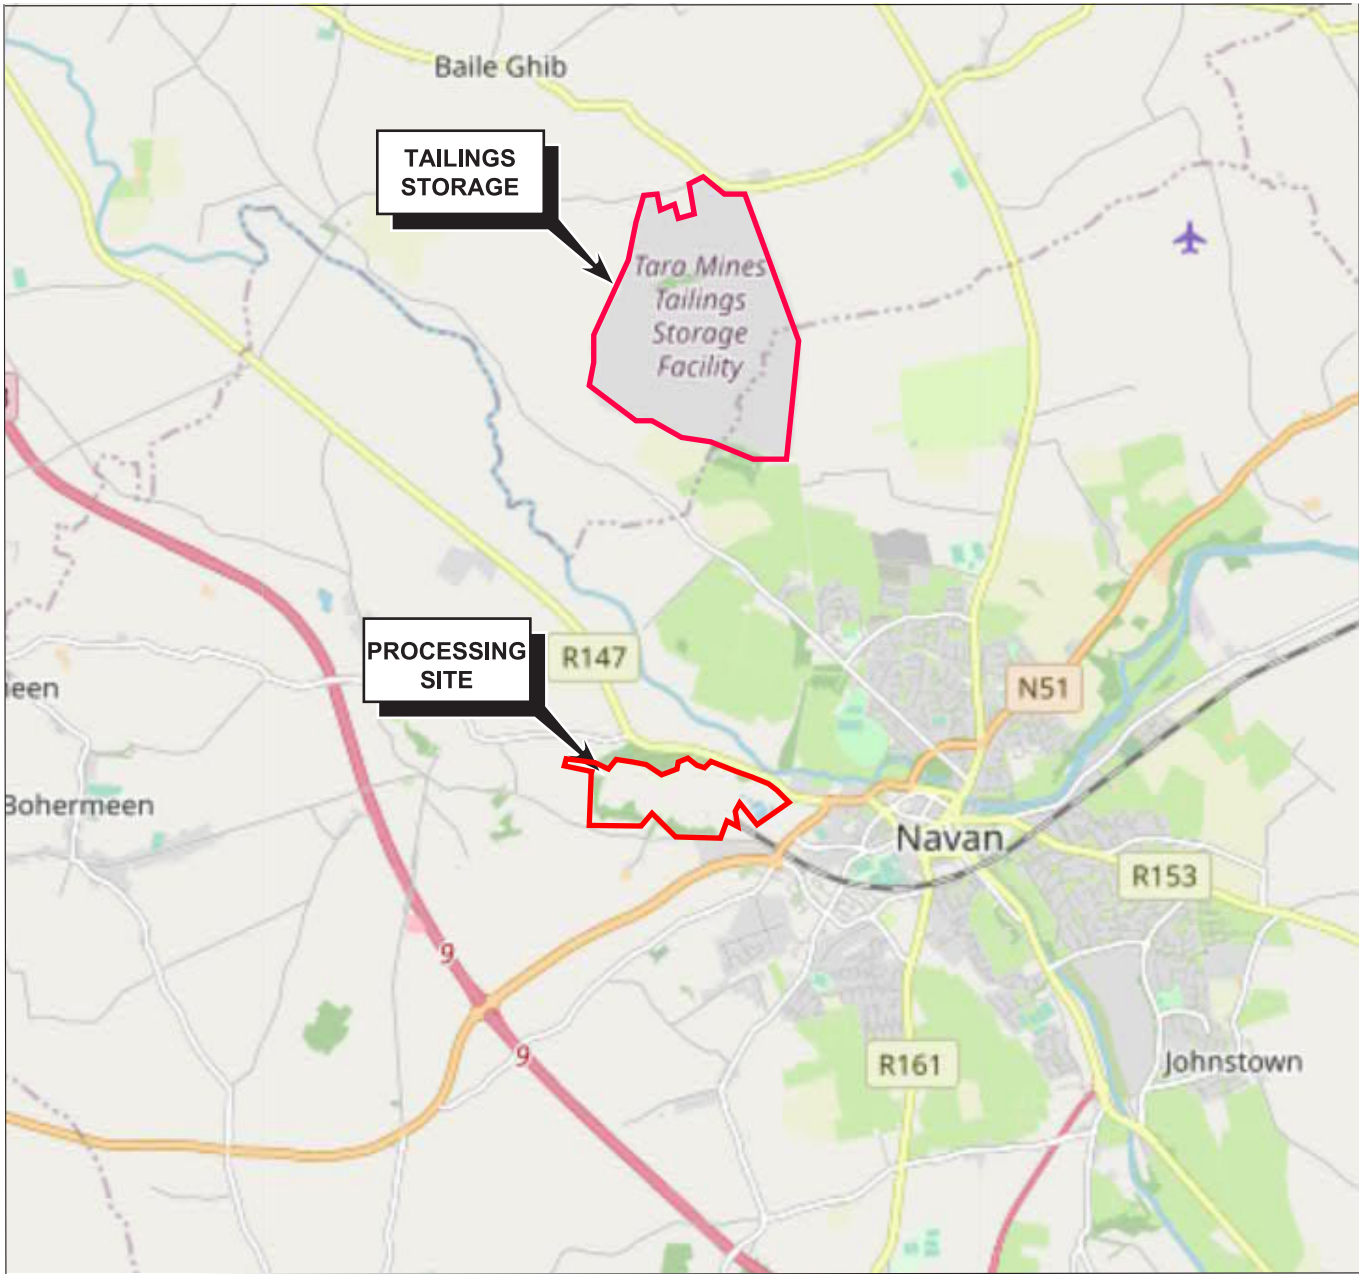 Baile Ghib
TAILINGS
STORAGE
Tara Mines
Tailings
Storage
Facility
PROCESSING
SITE
R147
N51
een
Bohermeen
Navan
R153
9
9
R161
Johnstown